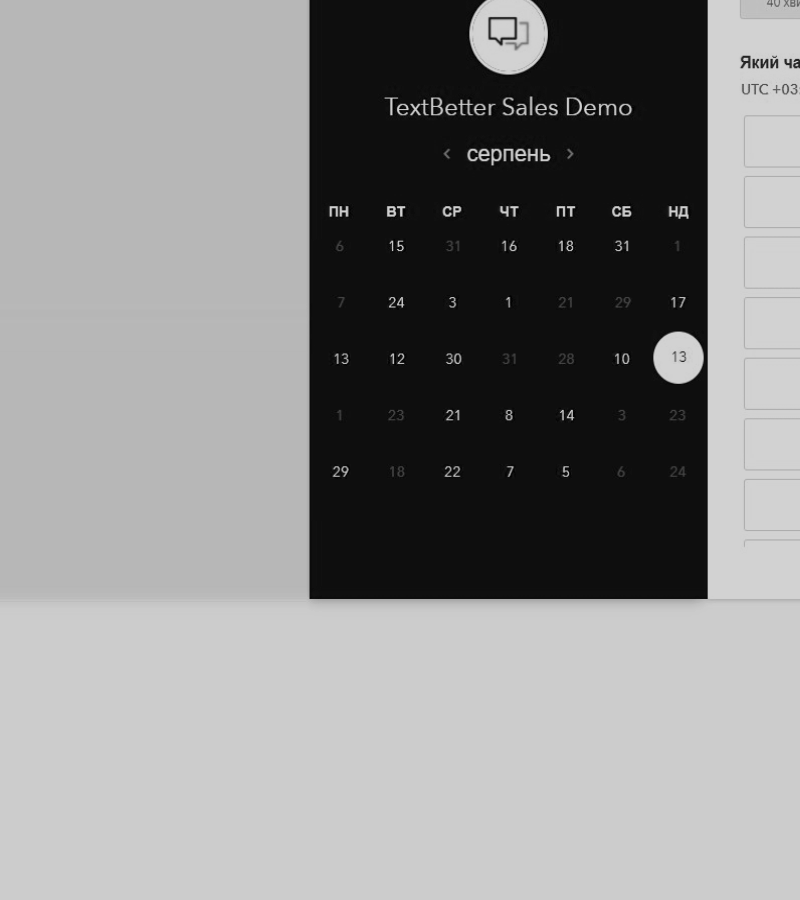 40 хви
TextBetter Sales Demo
< серпень >
Який ча
UTC +03:
ПН ВТ СР ЧТ ПТ СБ НД
6 15 31 16 18 31 1
7 24 3 1 21 29 17
13 12 30 31 28 10 13
1 23 21 8 14 3 23
29 18 22 7 5 6 24